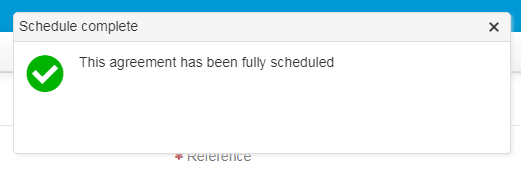 Schedule complete
This agreement has been fully scheduled
* Reference